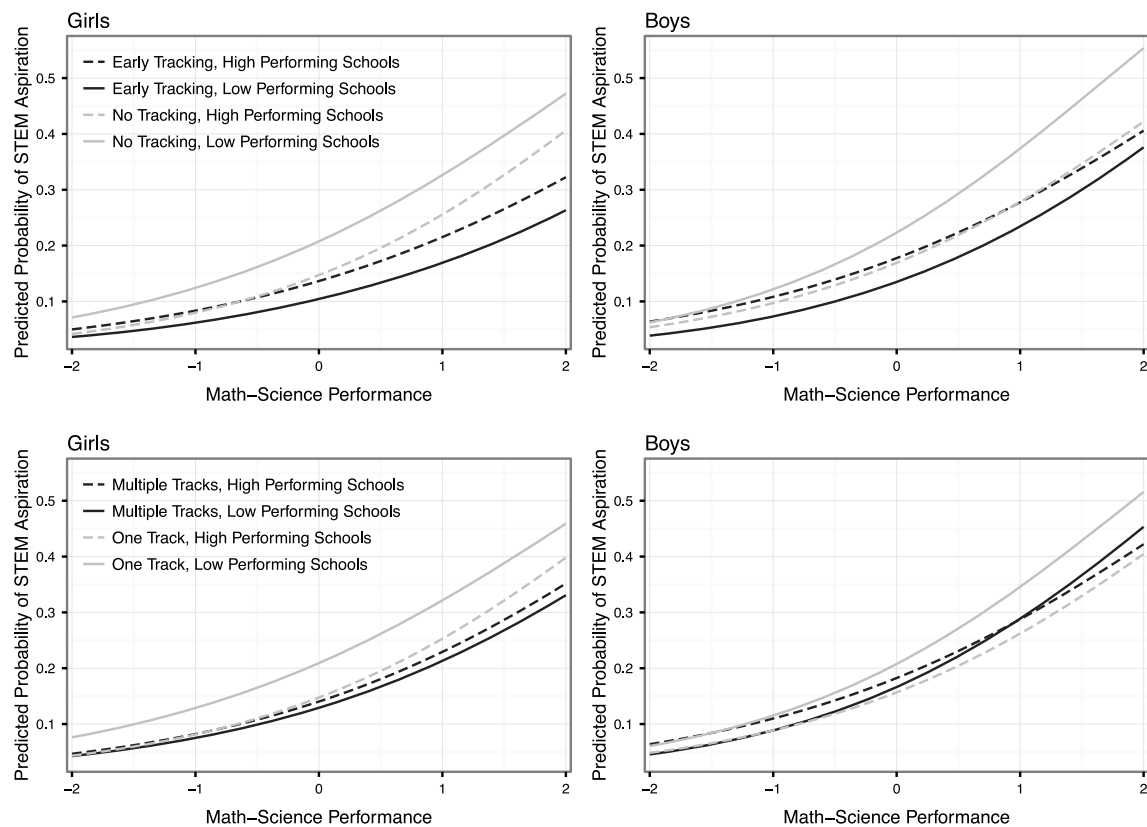 Girls
Boys
Predicted Probability of STEM Aspiration
0.5
0.4
0.3
0.2
0.1
Early Tracking, High Performing Schools
Early Tracking, Low Performing Schools
No Tracking, High Performing Schools
No Tracking, Low Performing Schools
−2 −1 0 1 2
Math−Science Performance
Predicted Probability of STEM Aspiration
0.5
0.4
0.3
0.2
0.1
−2 −1 0 1 2
Math−Science Performance
Girls
Boys
Predicted Probability of STEM Aspiration
0.5
0.4
0.3
0.2
0.1
Multiple Tracks, High Performing Schools
Multiple Tracks, Low Performing Schools
One Track, High Performing Schools
One Track, Low Performing Schools
−2 −1 0 1 2
Math−Science Performance
Predicted Probability of STEM Aspiration
0.5
0.4
0.3
0.2
0.1
−2 −1 0 1 2
Math−Science Performance